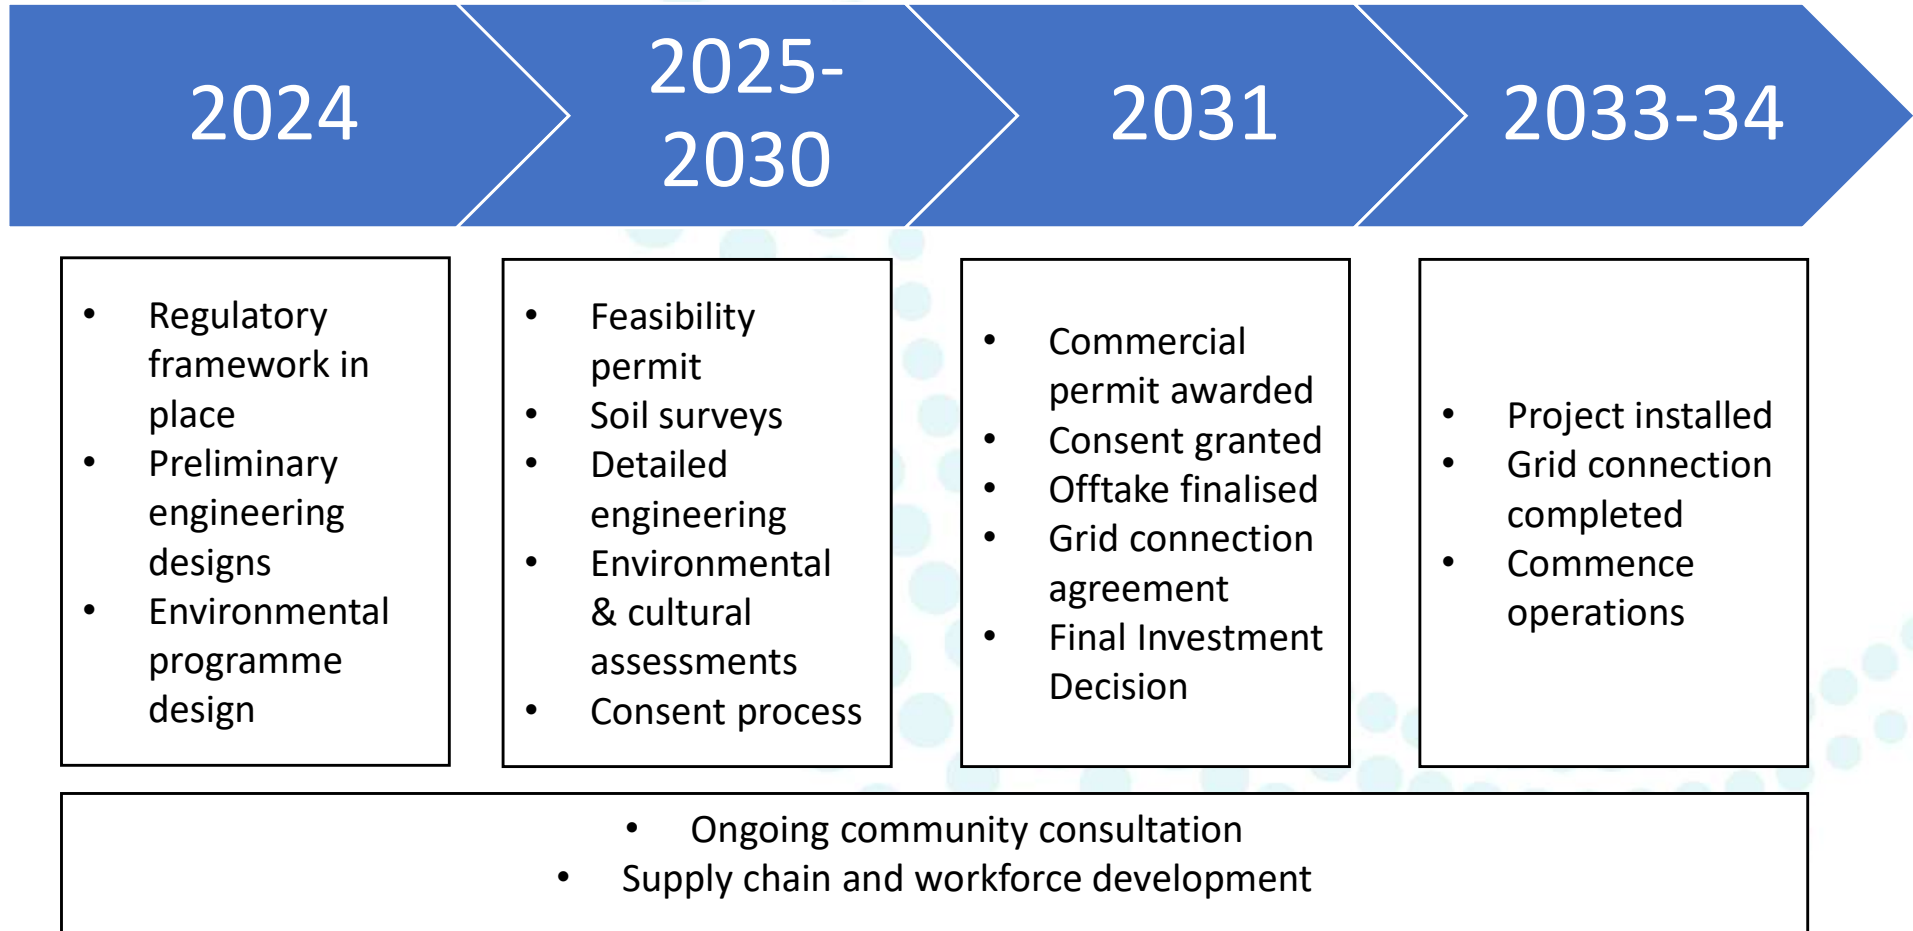 2024
2025-
2030
2031
2033-34
• Regulatory
framework in
place
• Preliminary
engineering
designs
• Environmental
programme
design
• Feasibility
permit
• Soil surveys
• Detailed
engineering
• Environmental
& cultural
assessments
• Consent process
• Commercial
permit awarded
• Consent granted
• Offtake finalised
• Grid connection
agreement
• Final Investment
Decision
• Project installed
• Grid connection
completed
• Commence
operations
• Ongoing community consultation
• Supply chain and workforce development